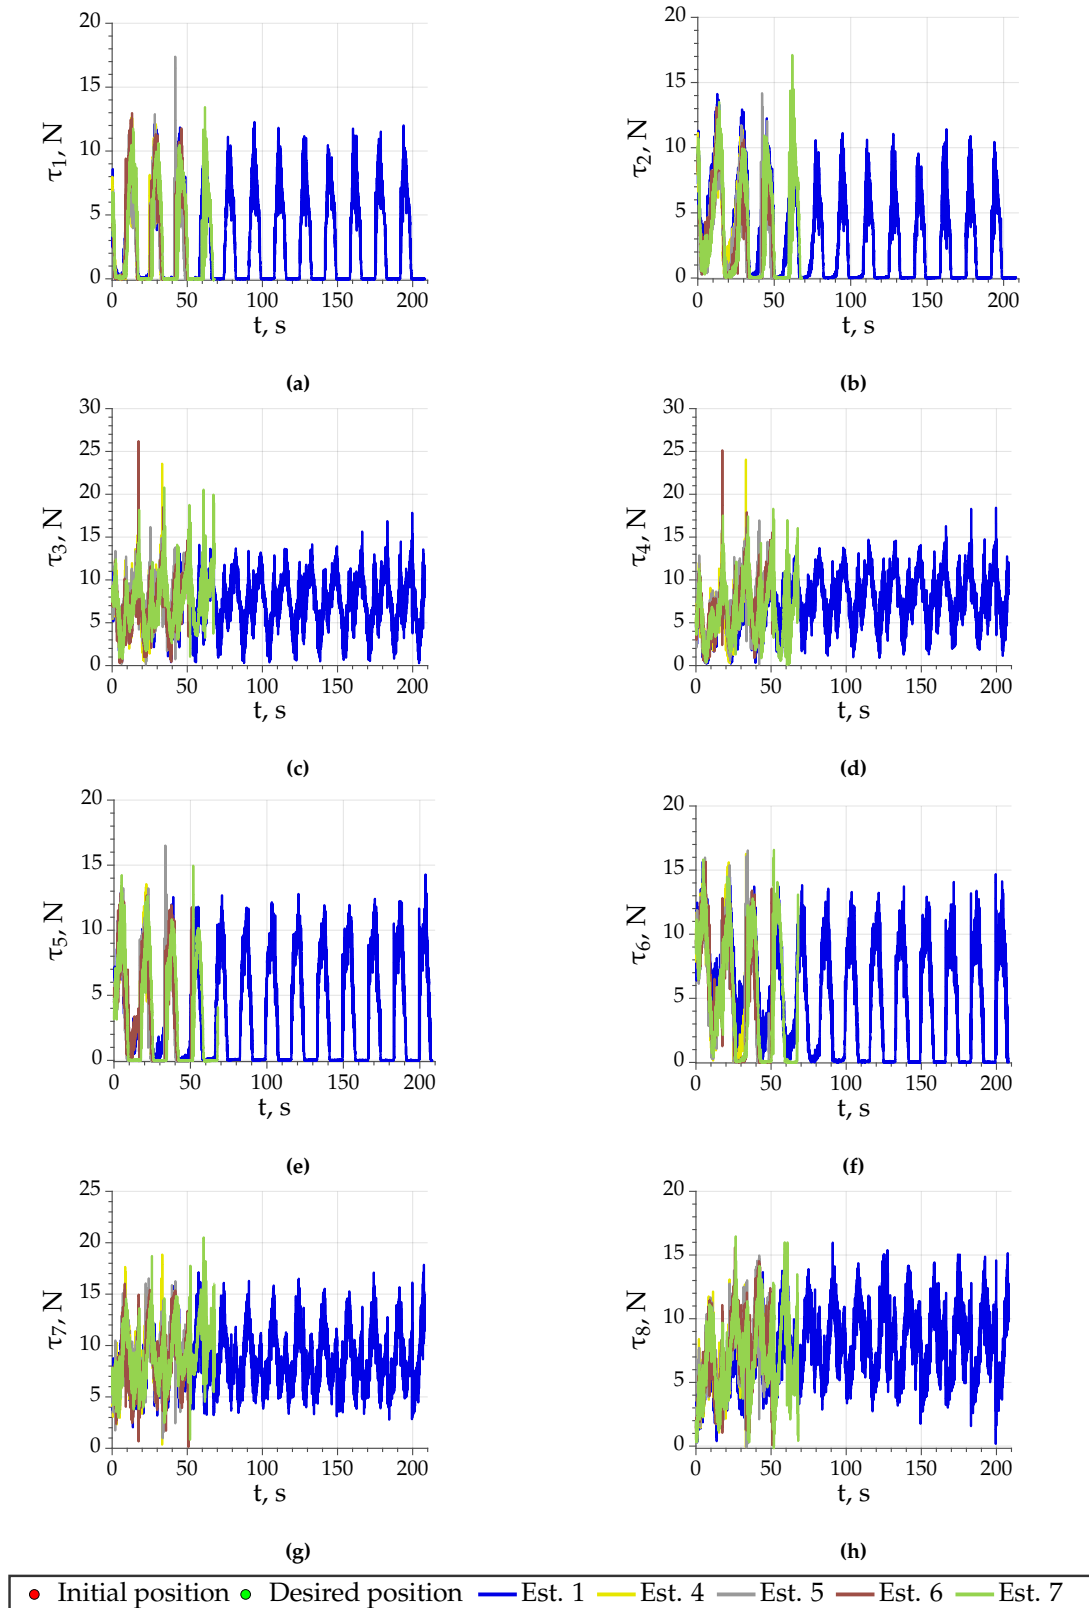 20
15
10
5
0
τ1, N
0 50 100 150 200
t, s
(a)
20
15
10
5
0
τ2, N
0 50 100 150 200
t, s
(b)
30
25
20
15
10
5
0
τ3, N
0 50 100 150 200
t, s
(c)
30
25
20
15
10
5
0
τ4, N
0 50 100 150 200
t, s
(d)
20
15
10
5
0
τ5, N
0 50 100 150 200
t, s
(e)
20
15
10
5
0
τ6, N
0 50 100 150 200
t, s
(f)
25
20
15
10
5
0
τ7, N
0 50 100 150 200
t, s
(g)
20
15
10
5
0
τ8, N
0 50 100 150 200
t, s
(h)
Initial position Desired position Est. 1 Est. 4 Est. 5 Est. 6 Est. 7